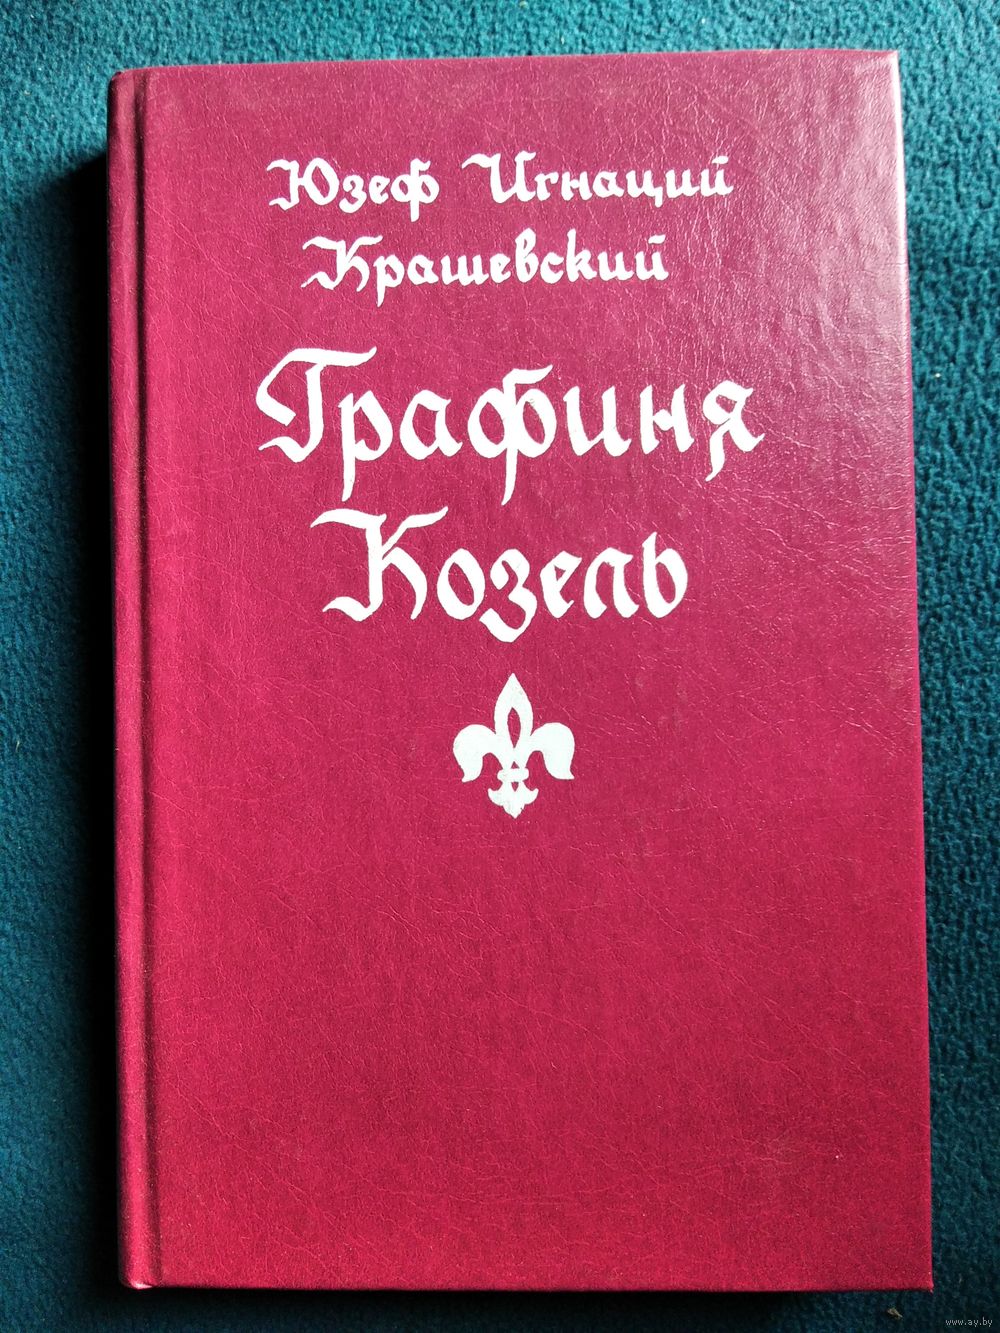 Юзеф Игнаций
Крашевский
Графиня
Козель
www.ay.by